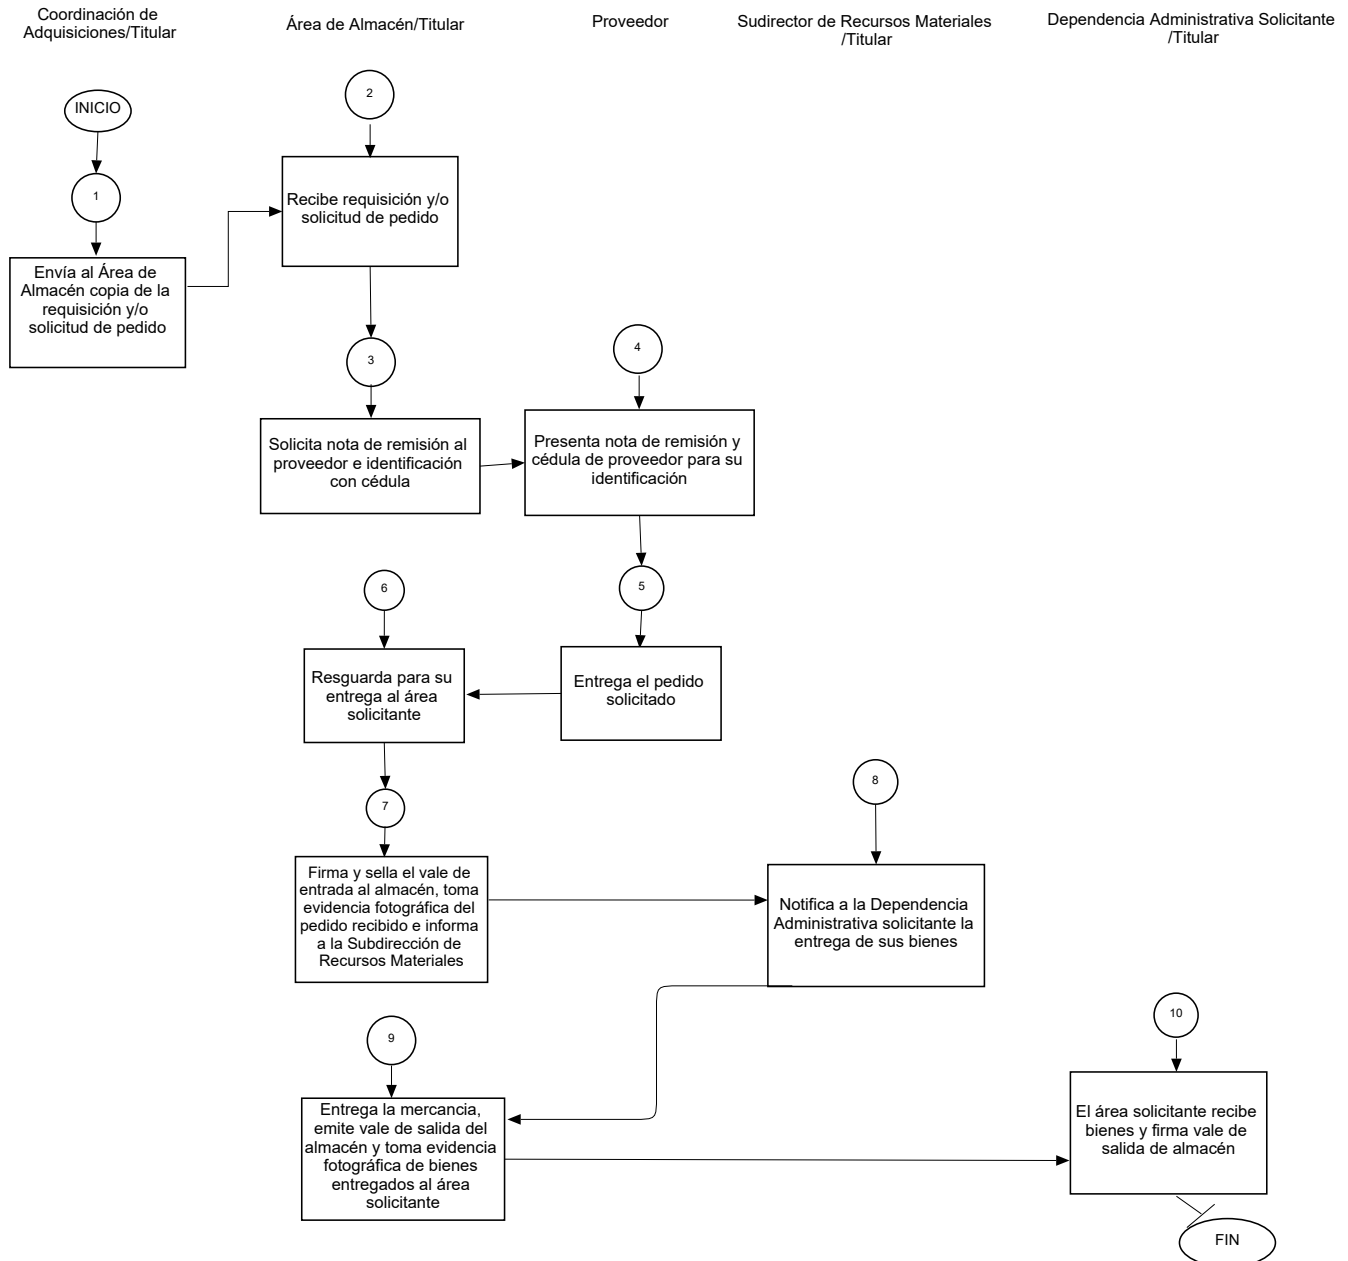 Coordinación de
Adquisiciones/Titular
Área de Almacén/Titular
Proveedor
Sudirector de Recursos Materiales
/Titular
Dependencia Administrativa Solicitante
/Titular
INICIO
1
Envía al Área de
Almacén copia de la
requisición y/o
solicitud de pedido
2
Recibe requisición y/o
solicitud de pedido
3
Solicita nota de remisión al
proveedor e identificación
con cédula
4
Presenta nota de remisión y
cédula de proveedor para su
identificación
5
Entrega el pedido
solicitado
6
Resguarda para su
entrega al área
solicitante
7
Firma y sella el vale de
entrada al almacén, toma
evidencia fotográfica del
pedido recibido e informa
a la Subdirección de
Recursos Materiales
8
Notifica a la Dependencia
Administrativa solicitante la
entrega de sus bienes
9
Entrega la mercancia,
emite vale de salida del
almacén y toma evidencia
fotográfica de bienes
entregados al área
solicitante
10
El área solicitante recibe
bienes y firma vale de
salida de almacén
FIN